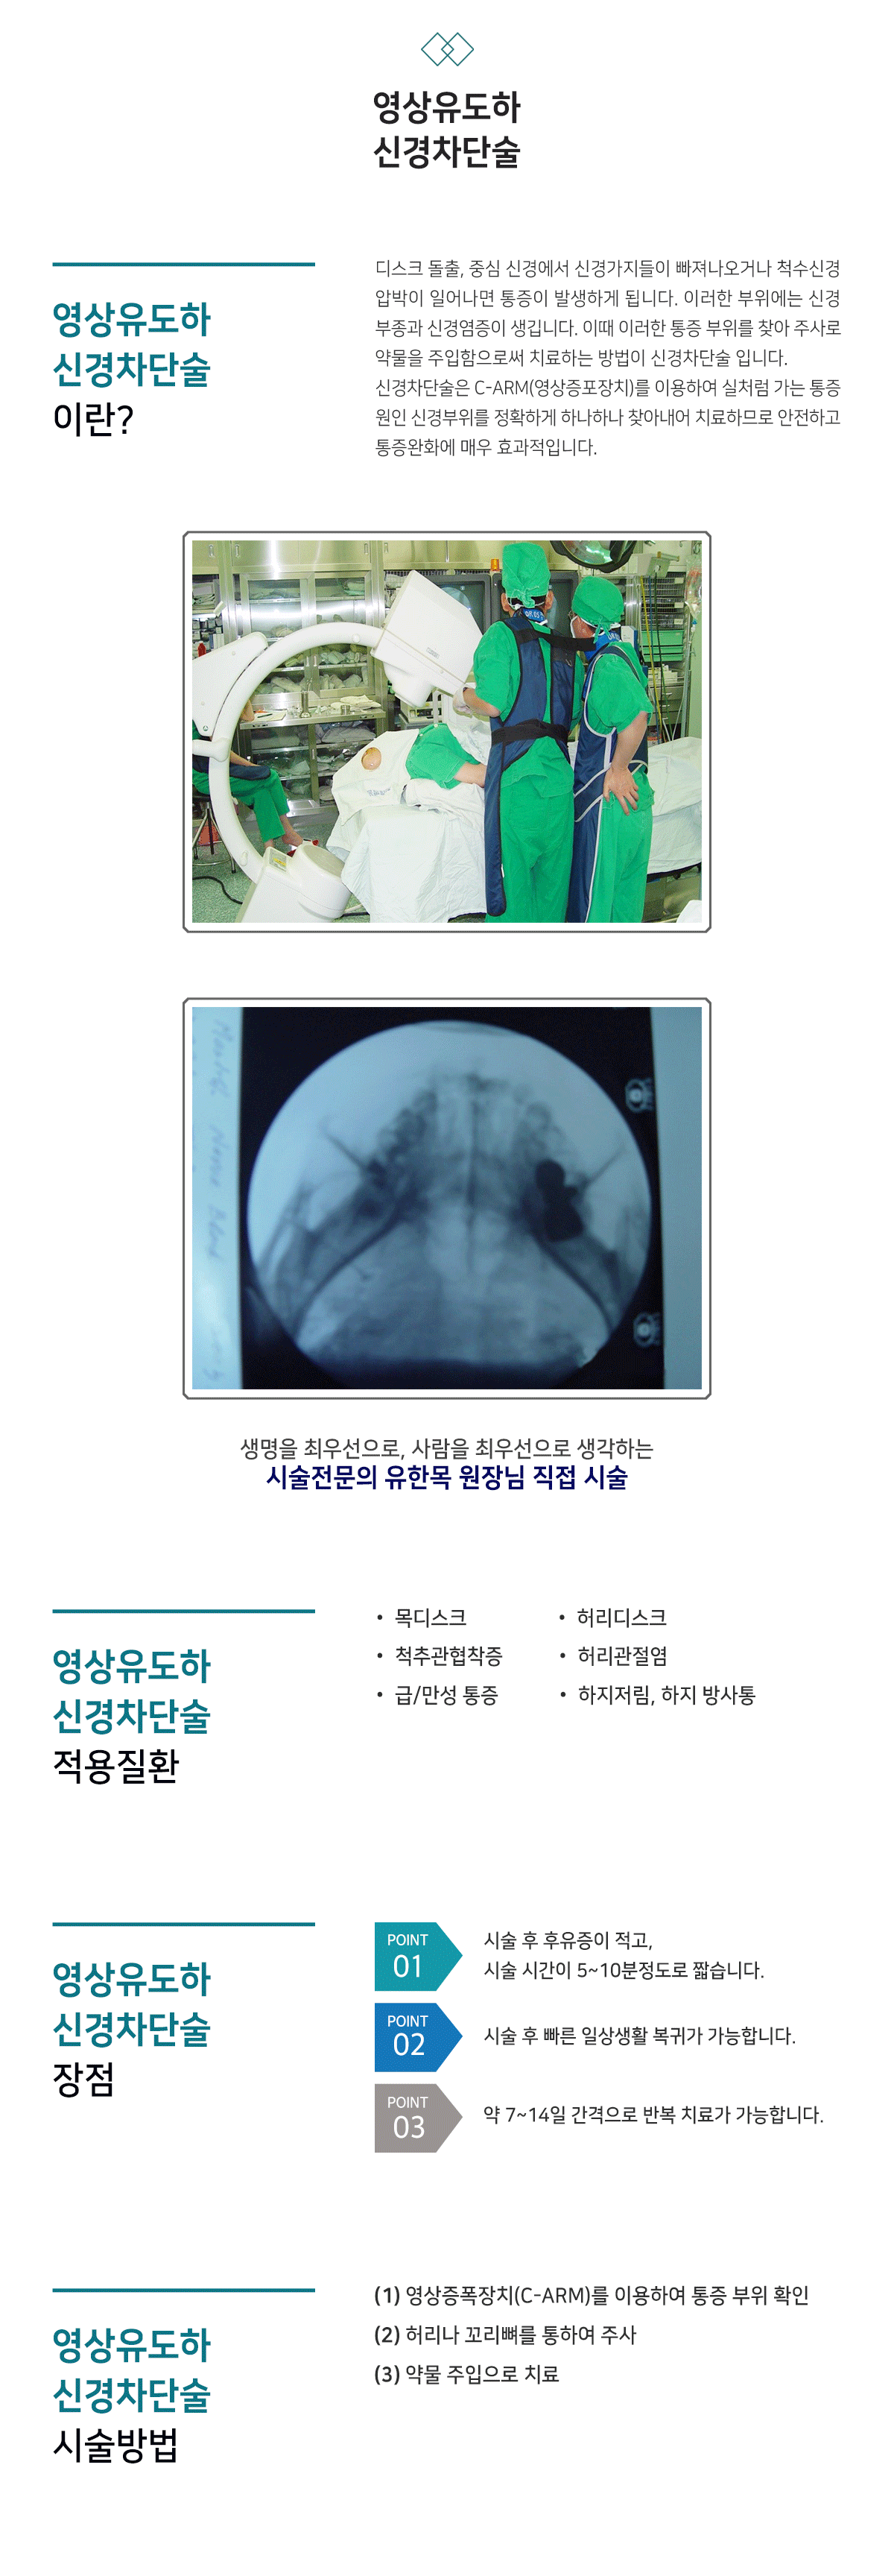 영상유도하
신경차단술
영상유도하
신경차단술
이란?
디스크 돌출, 중심 신경에서 신경가지들이 빠져나오거나 척수신경
압박이 일어나면 통증이 발생하게 됩니다. 이러한 부위에는 신경
부종과 신경염증이 생깁니다. 이때 이러한 통증 부위를 찾아 주사로
약물을 주입함으로써 치료하는 방법이 신경차단술 입니다.
신경차단술은 C-ARM(영상증포장치)를 이용하여 실처럼 가는 통증
원인 신경부위를 정확하게 하나하나 찾아내어 치료하므로 안전하고
통증완화에 매우 효과적입니다.
생명을 최우선으로, 사람을 최우선으로 생각하는
시술전문의 유한목 원장님 직접 시술
영상유도하
신경차단술
적용질환
• 목디스크
• 허리디스크
• 척추관협착증
• 허리관절염
• 급/만성 통증
• 하지저림, 하지 방사통
영상유도하
신경차단술
장점
POINT
01
시술 후 후유증이 적고,
시술 시간이 5~10분정도로 짧습니다.
POINT
02
시술 후 빠른 일상생활 복귀가 가능합니다.
POINT
03
약 7~14일 간격으로 반복 치료가 가능합니다.
영상유도하
신경차단술
시술방법
(1) 영상증폭장치(C-ARM)를 이용하여 통증 부위 확인
(2) 허리나 꼬리뼈를 통하여 주사
(3) 약물 주입으로 치료